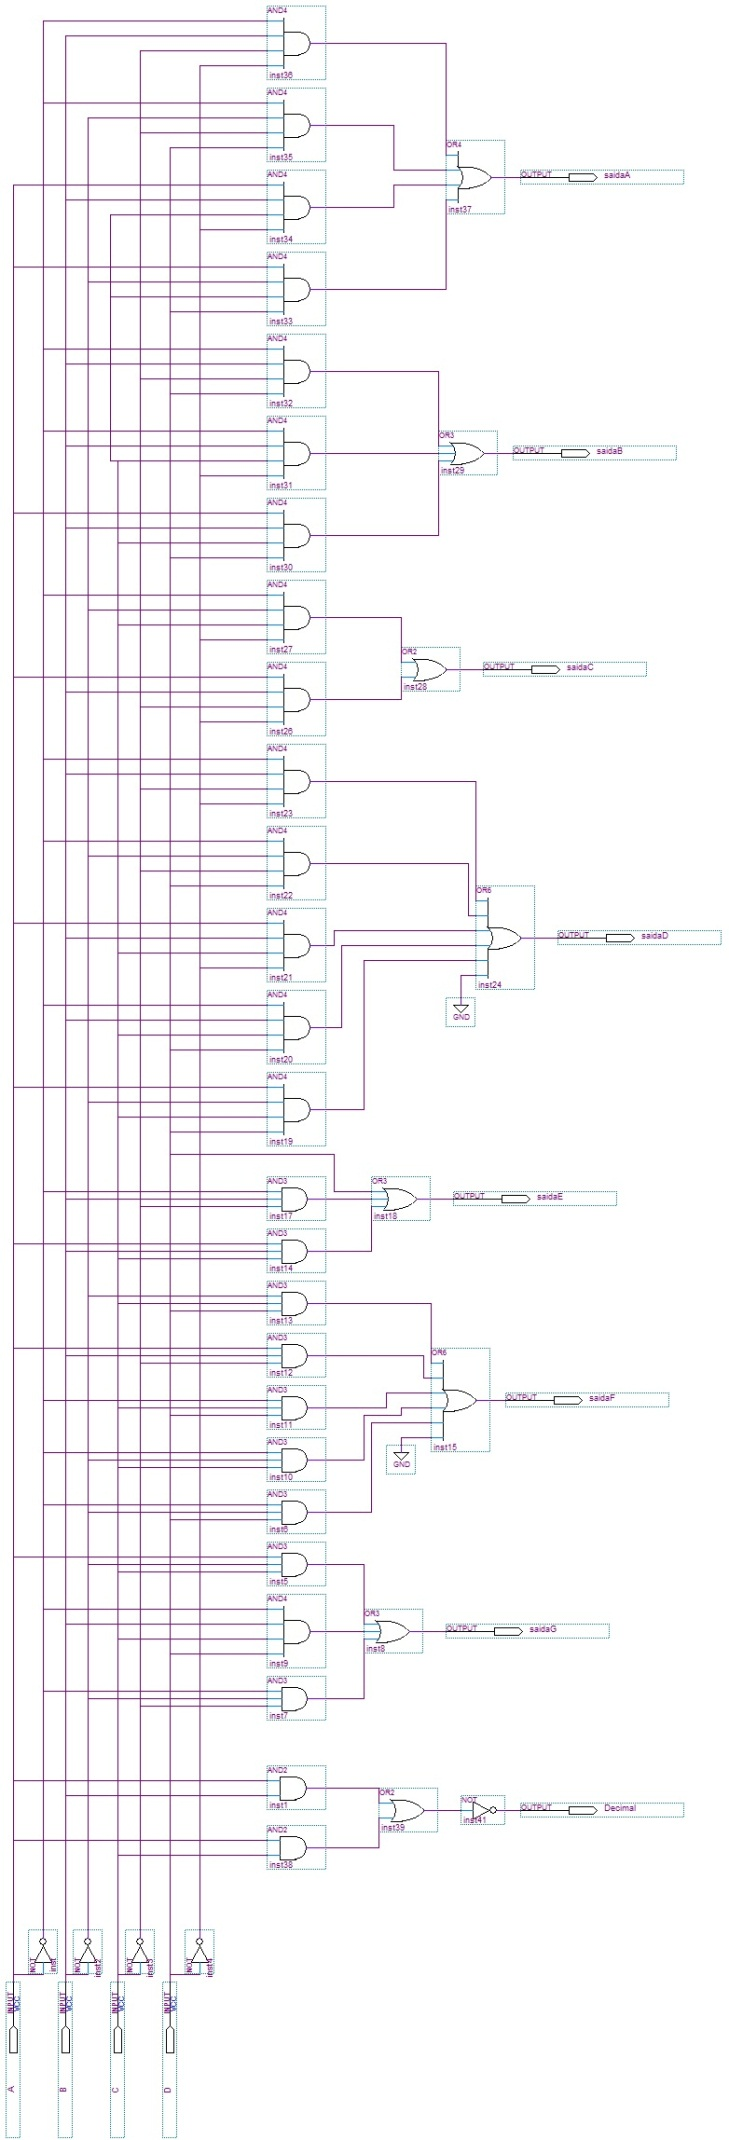 AND4
inst36
AND4
inst35
OR4
OUTPUT
saidaA
AND4
inst37
inst34
AND4
inst33
AND4
inst32
AND4
OR3
OUTPUT
saidaB
inst29
inst31
AND4
inst30
AND4
inst27
OR2
OUTPUT
saidaC
AND4
inst28
inst26
AND4
inst23
AND4
inst22
OR6
AND4
OUTPUT
saidaD
inst21
inst24
AND4
GND
inst20
AND4
inst19
AND3
OR3
OUTPUT
saidaE
inst17
inst18
AND3
inst14
AND3
inst13
AND3
OR6
inst12
AND3
OUTPUT
saidaF
inst11
AND3
inst15
GND
inst10
AND3
inst6
AND3
inst5
AND4
OR3
OUTPUT
saidaG
inst8
inst9
AND3
inst7
AND2
OR2
NOT
inst1
OUTPUT
Decimal
inst39
inst41
AND2
inst38
NOT
inst
NOT
inst2
NOT
inst3
NOT
inst4
INPUT
VCC
INPUT
VCC
INPUT
VCC
INPUT
VCC
A
B
C
D